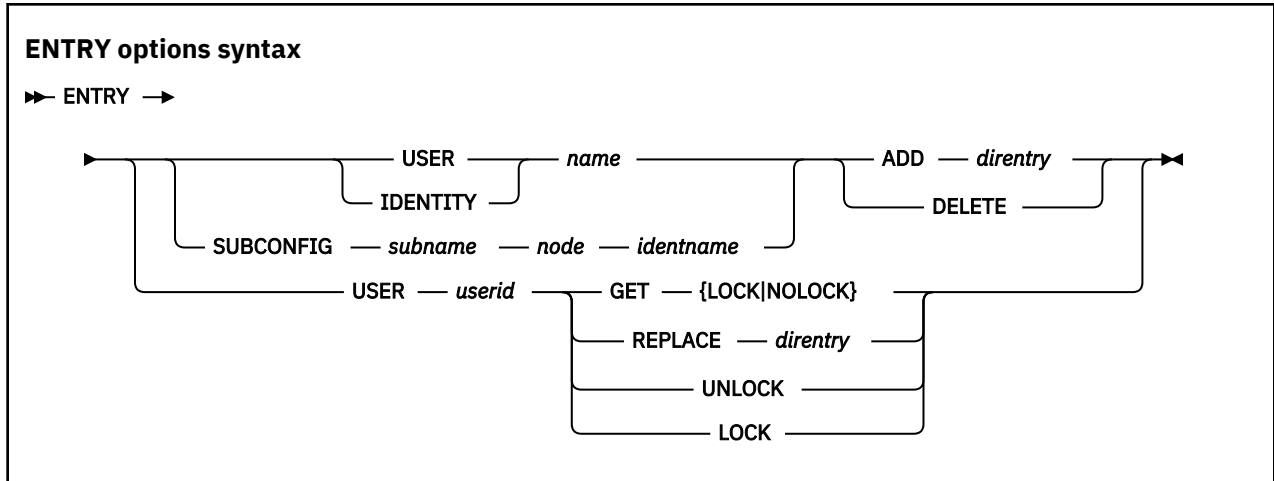 ENTRY options syntax
ENTRY
USER name ADD direntry
IDENTITY DELETE
SUBCONFIG subname node identname
USER userid GET {LOCK|NOLOCK}
REPLACE direntry
UNLOCK
LOCK